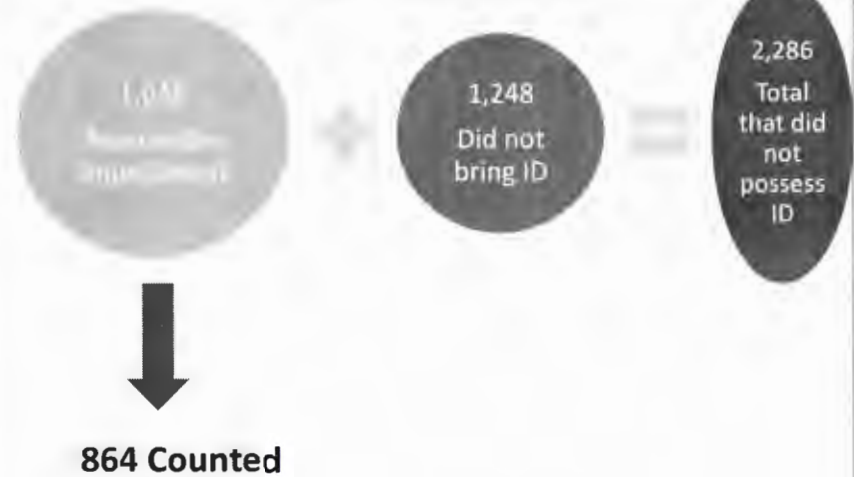 1,248
Did not
bring ID
2,286
Total
that did
not
possess
ID
864 Counted